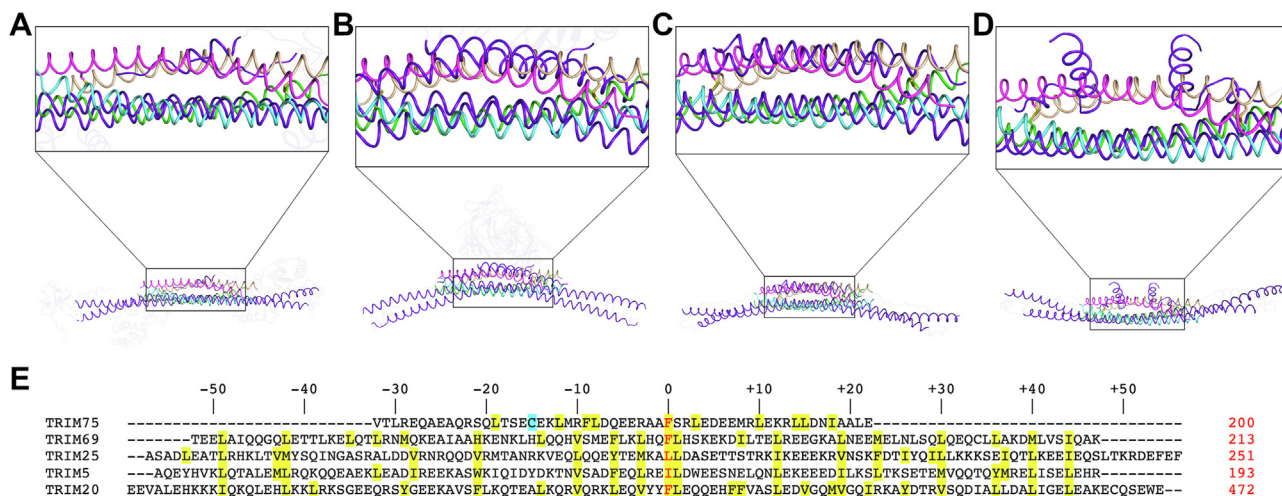 A
B
C
D
E
-50 -40 -30 -20 -10 0 +10 +20 +30 +40 +50
TRIM75 ---------------------------VTLREQAEAQRSQLTSECEKLMRFLDQEERAAFSRLEDEEMRLEKRLLDNIAALE---------------------------------- 200
TRIM69 -------TEELAIQQGQLETTLKELQTLRNMQKEAIAAHKENKLHLQQHVSMEFLKLHQFLHSKEKDILTELREEGKALNEEMELNLSQLQEQCLLAKDMLVSIQAK--------- 213
TRIM25 --ASADLEATLRHKLTVMYSQINGASRALDDVRNRQQDVRMTANRKVEQLQQEYTEMKALLDASETTSTRKIKEEEKRVNSKFDTIYQILLKKKSEIQTLKEEIEQSLTKRDEFEF 251
TRIM5 ----AQEYHVKLQTALEMLRQKQQEAEKLEADIREEKASWKIQIDYDKTNVSADFEQLREILDWEESNELQNLEKEEEDILKSLTKSETEMVQQTQYMRELISELEHR--------- 193
TRIM20 EEVALEHKKKIQKQLEHLKKLRKSGEEQRSYGEEKAVSFLKQTEALKQRVQRKLEQVYYFLEQQEHFFVASLEDVGQMVGQIRKAYDTRVSQDIALLDALIGELEAKECQSEWE-- 472